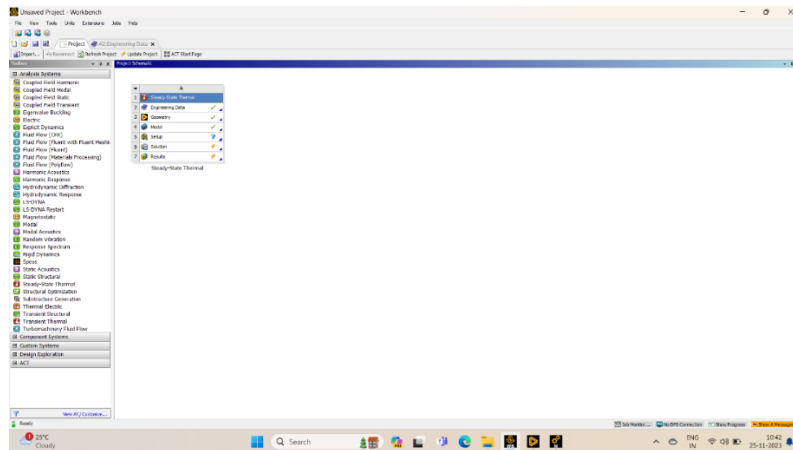 Unsaved Project - Workbench
File View Tools Units Extensions Jobs Help
Project A2:Engineering Data
Import... Reconnect Refresh Project Update Project ACT Start Page
Toolbox
Project Schematic
Analysis Systems
Coupled Field Harmonic
Coupled Field Modal
Coupled Field Static
Coupled Field Transient
Eigenvalue Buckling
Electric
Explicit Dynamics
Fluid Flow (CFX)
Fluid Flow (Fluent with Fluent Meshin
Fluid Flow (Fluent)
Fluid Flow (Materials Processing)
Fluid Flow (Polyflow)
Harmonic Acoustics
Harmonic Response
Hydrodynamic Diffraction
Hydrodynamic Response
LS-DYNA
LS-DYNA Restart
Magnetostatic
Modal
Modal Acoustics
Random Vibration
Response Spectrum
Rigid Dynamics
Speos
Static Acoustics
Static Structural
Steady-State Thermal
Structural Optimization
Substructure Generation
Thermal Electric
Transient Structural
Transient Thermal
Turbomachinery Fluid Flow
Component Systems
Custom Systems
Design Exploration
ACT
View All / Customize...
A
1 Steady-State Thermal
2 Engineering Data
3 Geometry
4 Model
5 Setup
6 Solution
7 Results
Steady-State Thermal
Ready
Job Monitor... No DPS Connection Show Progress Show 8 Messages
25°C
Cloudy
Search
ENG
IN
10:42
25-11-2023